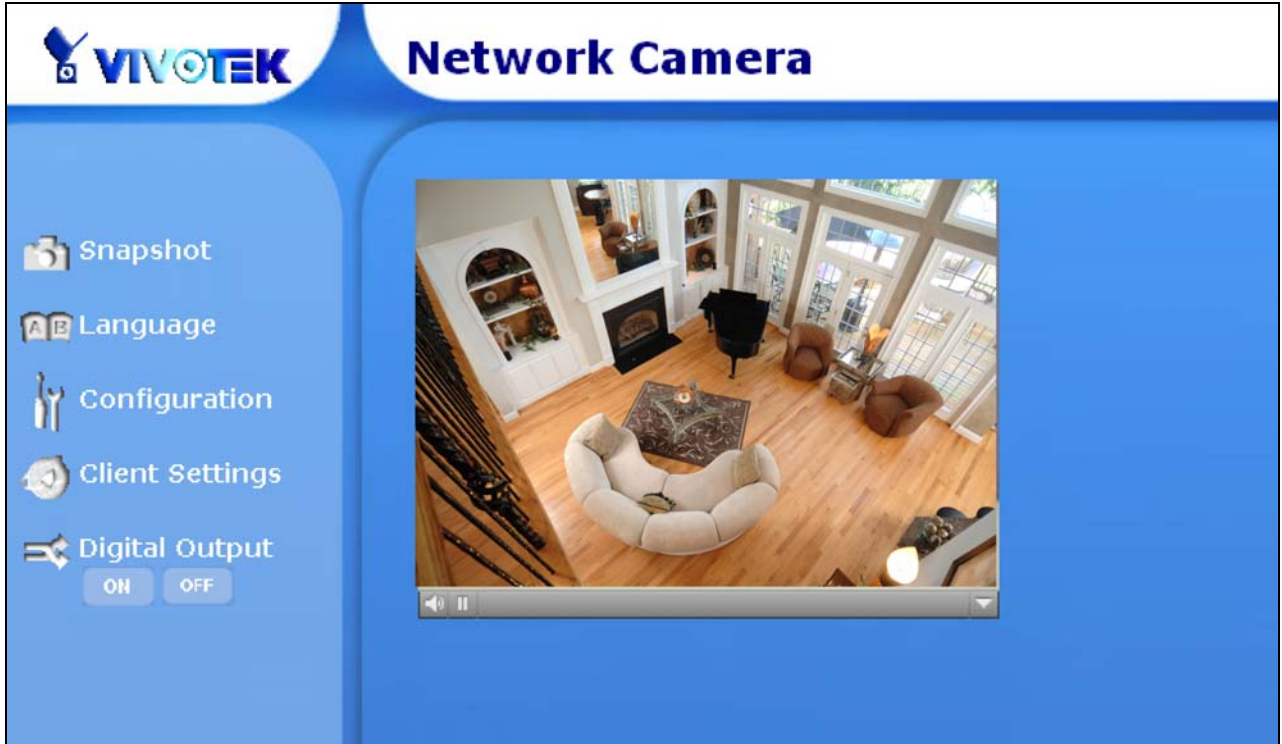 VIVOTEK
Network Camera
Snapshot
A B Language
Configuration
Client Settings
Digital Output
ON OFF